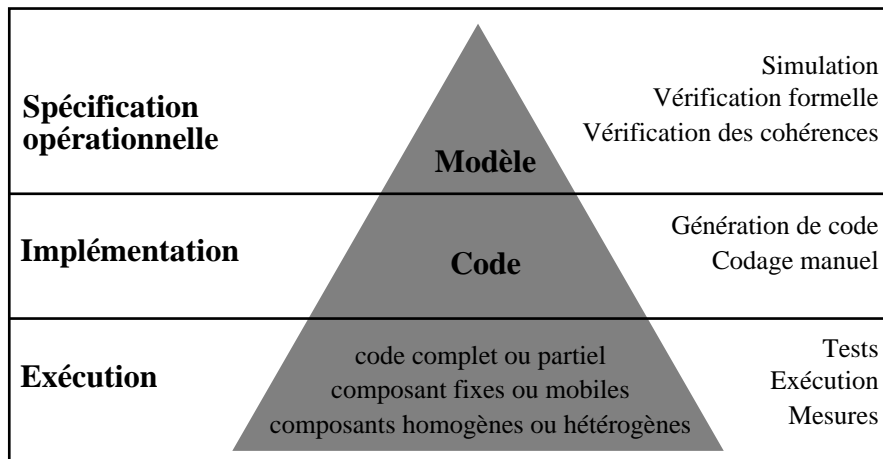 Spécification
opérationnelle
Modèle
Simulation
Vérification formelle
Vérification des cohérences
Implémentation
Code
Génération de code
Codage manuel
Exécution
code complet ou partiel
composant fixes ou mobiles
composants homogènes ou hétérogènes
Tests
Exécution
Mesures